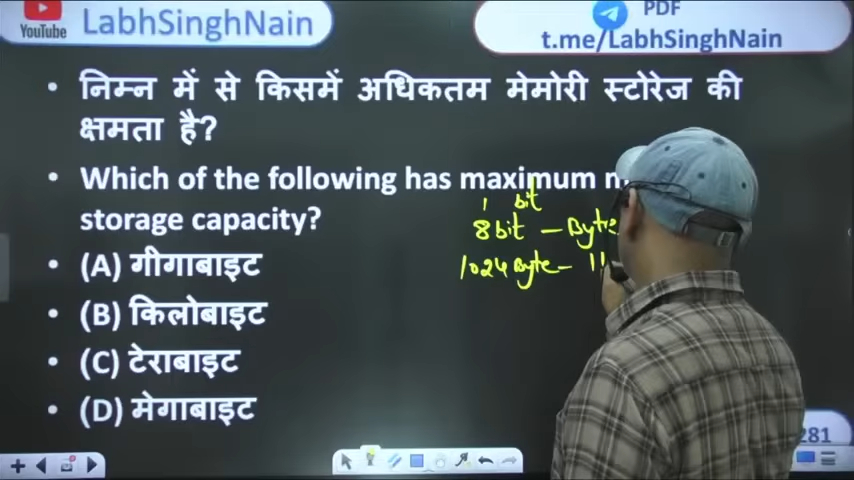 YouTube
LabhSinghNain
PDF
t.me/LabhSinghNain
• निम्न में से किसमें अधिकतम मेमोरी स्टोरेज की
क्षमता है?
• Which of the following has maximum
storage capacity?
1 bit
8 bit – Byte
1024 Byte –
• (A) गीगाबाइट
• (B) किलोबाइट
• (C) टेराबाइट
• (D) मेगाबाइट
281